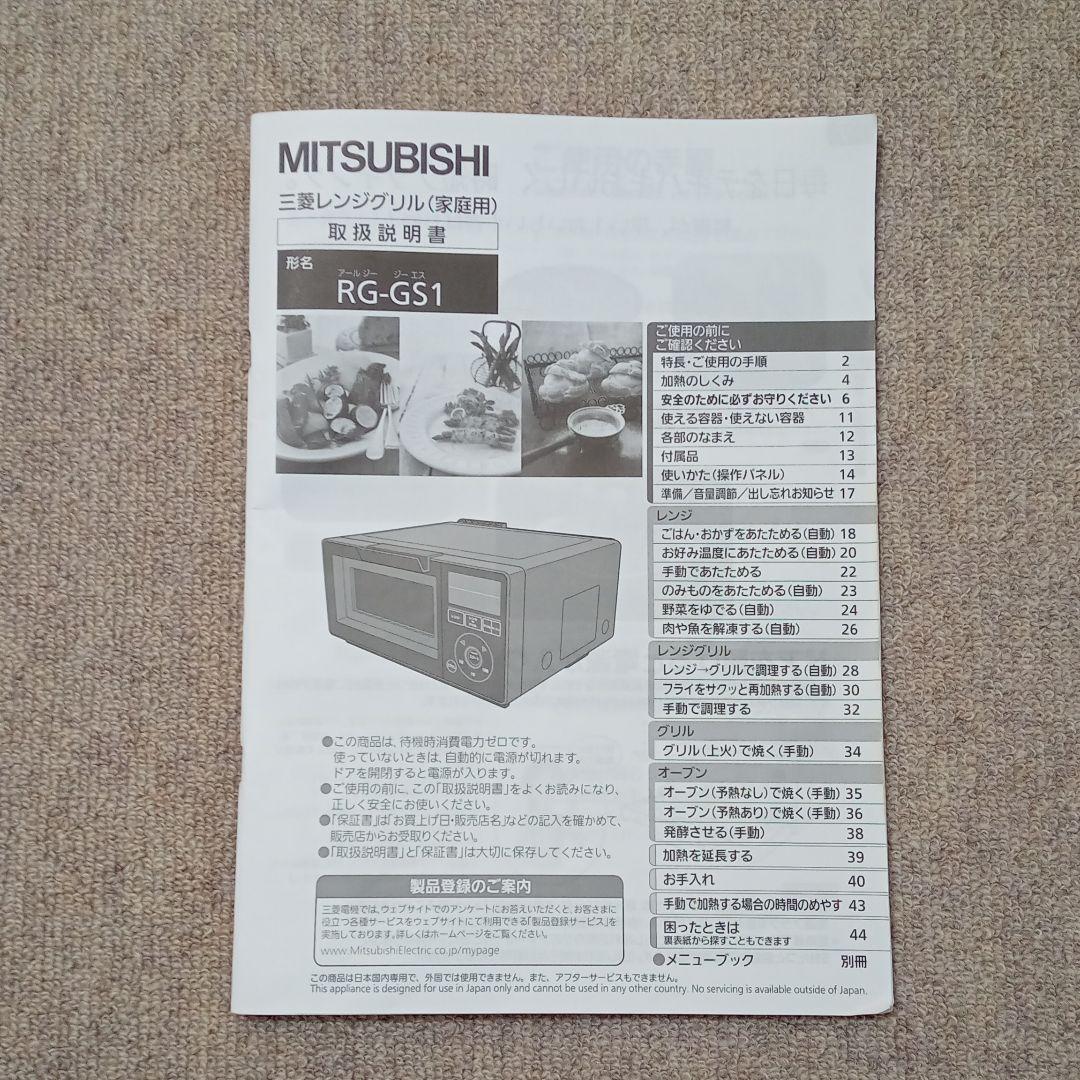 MITSUBISHI
三菱レンジグリル(家庭用)
取扱説明書
形名
アールジー ジーエス
RG-GS1
ご使用の前に
ご確認ください
特長・ご使用の手順 2
加熱のしくみ 4
安全のために必ずお守りください 6
使える容器・使えない容器 11
各部のなまえ 12
付属品 13
使いかた(操作パネル) 14
準備/音量調節/出し忘れお知らせ 17
レンジ
ごはん・おかずをあたためる(自動) 18
お好み温度にあたためる(自動) 20
手動であたためる 22
のみものをあたためる(自動) 23
野菜をゆでる(自動) 24
肉や魚を解凍する(自動) 26
レンジグリル
レンジ→グリルで調理する(自動) 28
フライをサクッと再加熱する(自動) 30
手動で調理する 32
グリル
グリル(上火)で焼く(手動) 34
オーブン
オーブン(予熱なし)で焼く(手動) 35
オーブン(予熱あり)で焼く(手動) 36
発酵させる(手動) 38
加熱を延長する 39
お手入れ 40
手動で加熱する場合の時間のめやす 43
困ったときは 44
裏表紙から探すこともできます
●メニューブック 別冊
●この商品は、待機時消費電力ゼロです。
使っていないときは、自動的に電源が切れます。
ドアを開閉すると電源が入ります。
●ご使用の前に、この「取扱説明書」をよくお読みになり、
正しく安全にお使いください。
●「保証書」は「お買上げ日・販売店名」などの記入を確かめて、
販売店からお受取りください。
●「取扱説明書」と「保証書」は大切に保存してください。
製品登録のご案内
三菱電機では、ウェブサイトでのアンケートにお答えいただくと、お客さまに
役立つ各種サービスをウェブサイトにて利用できる「製品登録サービス」を
実施しております。詳しくはホームページをご覧ください。
www.MitsubishiElectric.co.jp/mypage
この商品は日本国内専用で、外国では使用できません。また、アフターサービスもできません。
This appliance is designed for use in Japan only and cannot be used in any other country. No servicing is available outside of Japan.